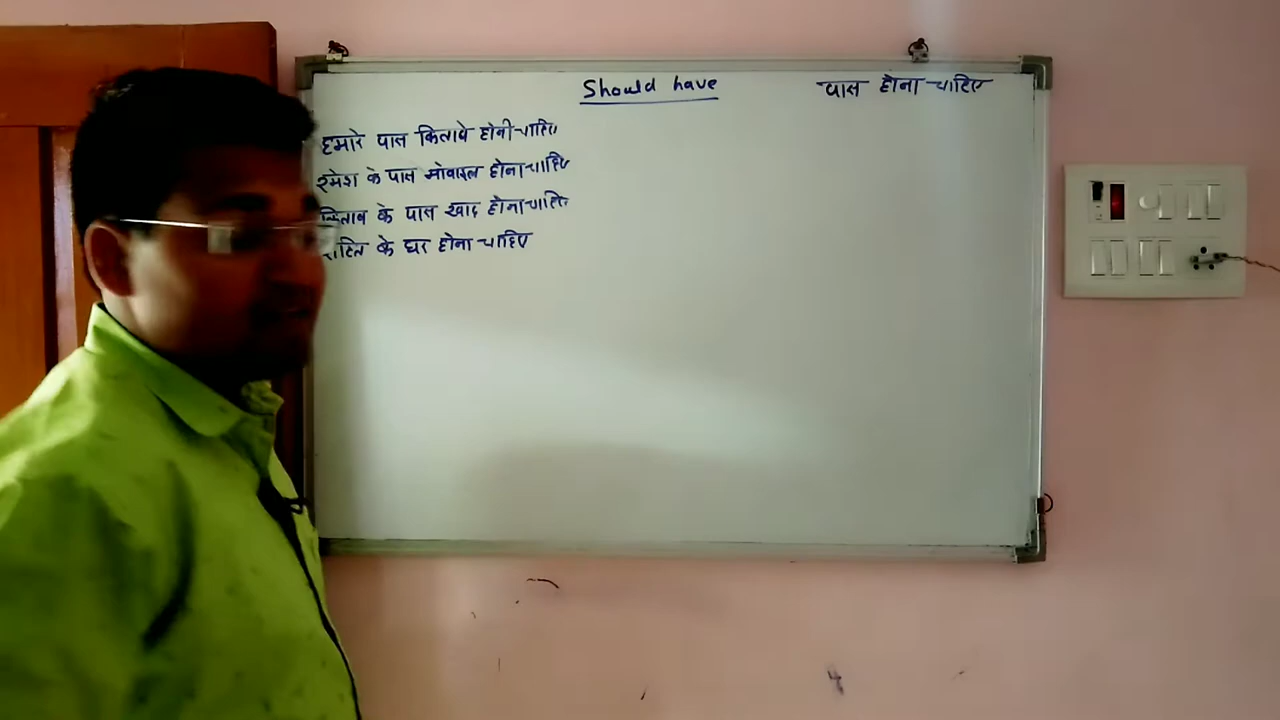 Should have पास होना चाहिए
हमारे पास किताबे होनी चाहिए
रमेश के पास मोबाइल होना चाहिए
के पास खाद होना चाहिए
के घर होना चाहिए